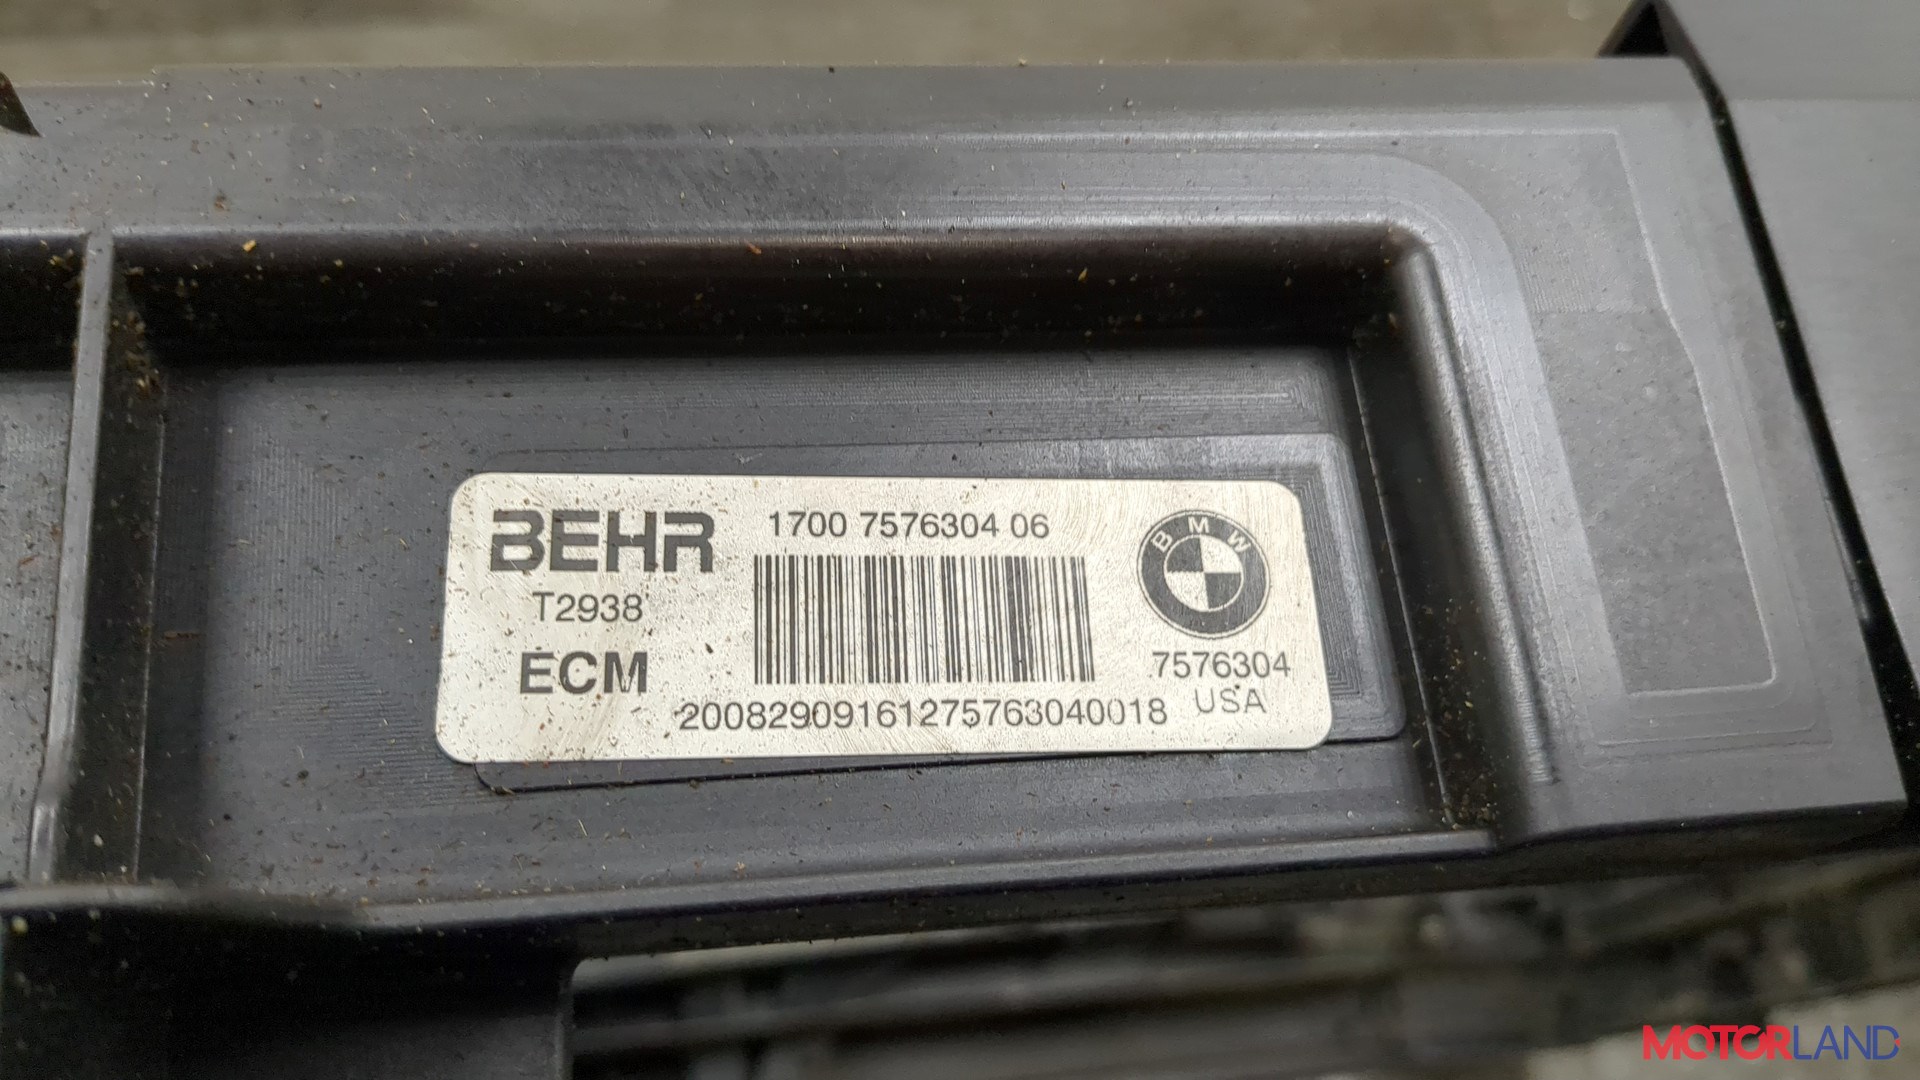 BEHR
1700 7576304 06
T2938
ECM
BMW
7576304
USA
20082909161275763040018
MOTORLAND